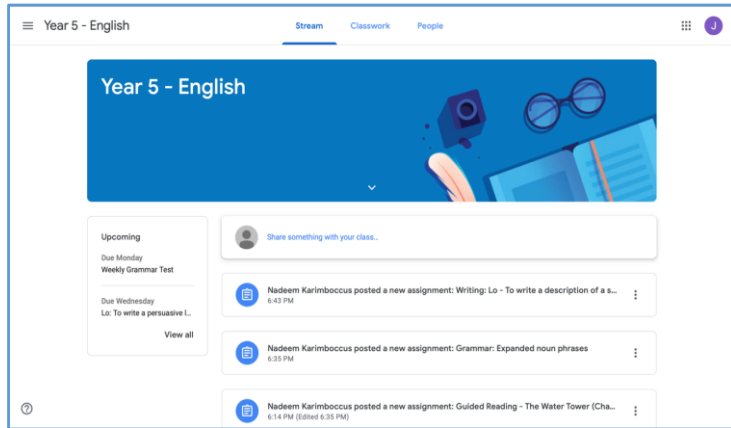 Year 5 - English
Stream Classwork People
J
Year 5 - English
Upcoming
Due Monday
Weekly Grammar Test
Due Wednesday
Lo: To write a persuasive l...
View all
Share something with your class...
Nadeem Karimboccus posted a new assignment: Writing: Lo - To write a description of a s...
6:43 PM
Nadeem Karimboccus posted a new assignment: Grammar: Expanded noun phrases
6:35 PM
Nadeem Karimboccus posted a new assignment: Guided Reading - The Water Tower (Cha...
6:14 PM (Edited 6:35 PM)